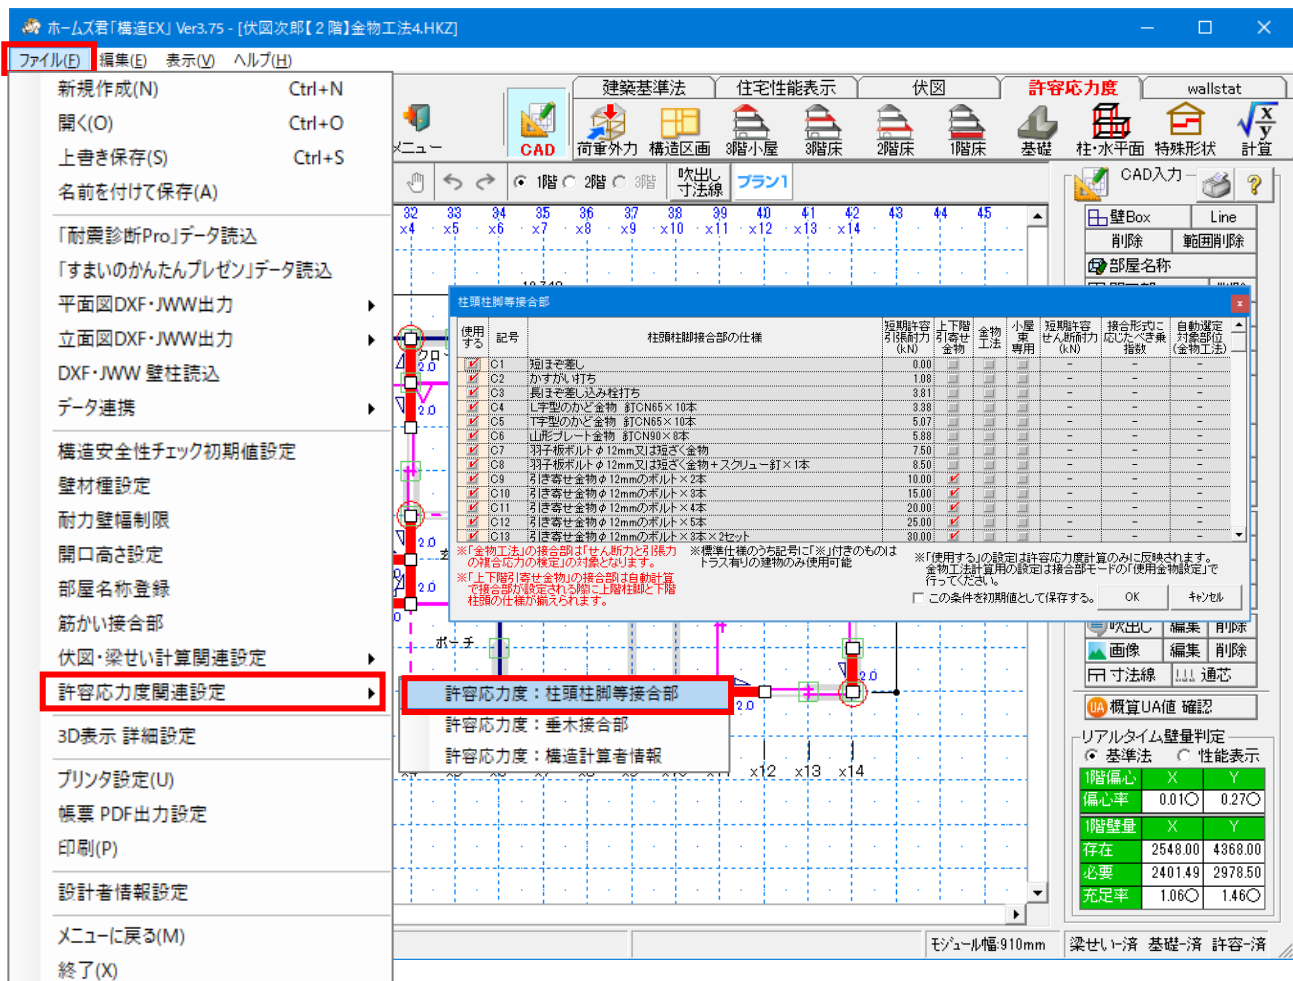 ホームズ君「構造EX」 Ver3.75 - [伏図次郎【２階】金物工法4.HKZ]
ファイル(F) 編集(E) 表示(V) ヘルプ(H)
新規作成(N) Ctrl+N
開く(O) Ctrl+O
上書き保存(S) Ctrl+S
名前を付けて保存(A)
「耐震診断Pro」データ読込
「すまいのかんたんプレゼン」データ読込
平面図DXF・JWW出力
立面図DXF・JWW出力
DXF・JWW 壁柱読込
データ連携
構造安全性チェック初期値設定
壁材種設定
耐力壁幅制限
開口高さ設定
部屋名称登録
筋かい接合部
伏図・梁せい計算関連設定
許容応力度関連設定
3D表示 詳細設定
プリンタ設定(U)
帳票 PDF出力設定
印刷(P)
設計者情報設定
メニューに戻る(M)
終了(X)
許容応力度：柱頭柱脚等接合部
許容応力度：垂木接合部
許容応力度：構造計算者情報
建築基準法 住宅性能表示 伏図 許容応力度 wallstat
メニュー CAD 荷重外力 構造区画 3階小屋 3階床 2階床 1階床 基礎 柱・水平面 特殊形状 計算
1階 2階 3階 吹出し 寸法線 プラン1
32 33 34 35 36 37 38 39 40 41 42 43 44 45
x4 x5 x6 x7 x8 x9 x10 x11 x12 x13 x14
柱頭柱脚等接合部
使用する 記号 柱頭柱脚接合部の仕様 短期許容引張耐力(kN) 上下階引寄せ金物 金物工法 小屋束専用 短期許容せん断耐力(kN) 接合形式に応じたべき乗指数 自動選定対象部位(金物工法)
C1 短ほぞ差し 0.00 - - -
C2 かすがい打ち 1.08 - - -
C3 長ほぞ差し込み栓打ち 3.81 - - -
C4 L字型のかど金物 釘CN65×10本 3.38 - - -
C5 T字型のかど金物 釘CN65×10本 5.07 - - -
C6 山形プレート金物 釘CN90×8本 5.88 - - -
C7 羽子板ボルトφ12mm又は短ざく金物 7.50 - - -
C8 羽子板ボルトφ12mm又は短ざく金物+スクリュー釘×1本 8.50 - - -
C9 引き寄せ金物φ12mmのボルト×2本 10.00 - - -
C10 引き寄せ金物φ12mmのボルト×3本 15.00 - - -
C11 引き寄せ金物φ12mmのボルト×4本 20.00 - - -
C12 引き寄せ金物φ12mmのボルト×5本 25.00 - - -
C13 引き寄せ金物φ12mmのボルト×3本×2セット 30.00 - - -
※「金物工法」の接合部は「せん断力と引張力の複合応力の検定」の対象となります。
※「上下階引寄せ金物」の接合部は自動計算で接合部が設定される際に上階柱脚と下階柱頭の仕様が揃えられます。
※標準仕様のうち記号に「※」付きのものはトラス有りの建物のみ使用可能
※「使用する」の設定は許容応力度計算のみに反映されます。
金物工法計算用の設定は接合部モードの「使用金物設定」で行ってください。
この条件を初期値として保存する。 OK キャンセル
ポーチ
2.0
x12 x13 x14
CAD入力
壁Box Line
削除 範囲削除
部屋名称
吹出し 編集 削除
画像 編集 削除
寸法線 通芯
UA 概算UA値 確認
リアルタイム壁量判定
基準法 性能表示
1階偏心 X Y
偏心率 0.01○ 0.27○
1階壁量 X Y
存在 2548.00 4368.00
必要 2401.49 2978.50
充足率 1.06○ 1.46○
モジュール幅:910mm 梁せい-済 基礎-済 許容-済